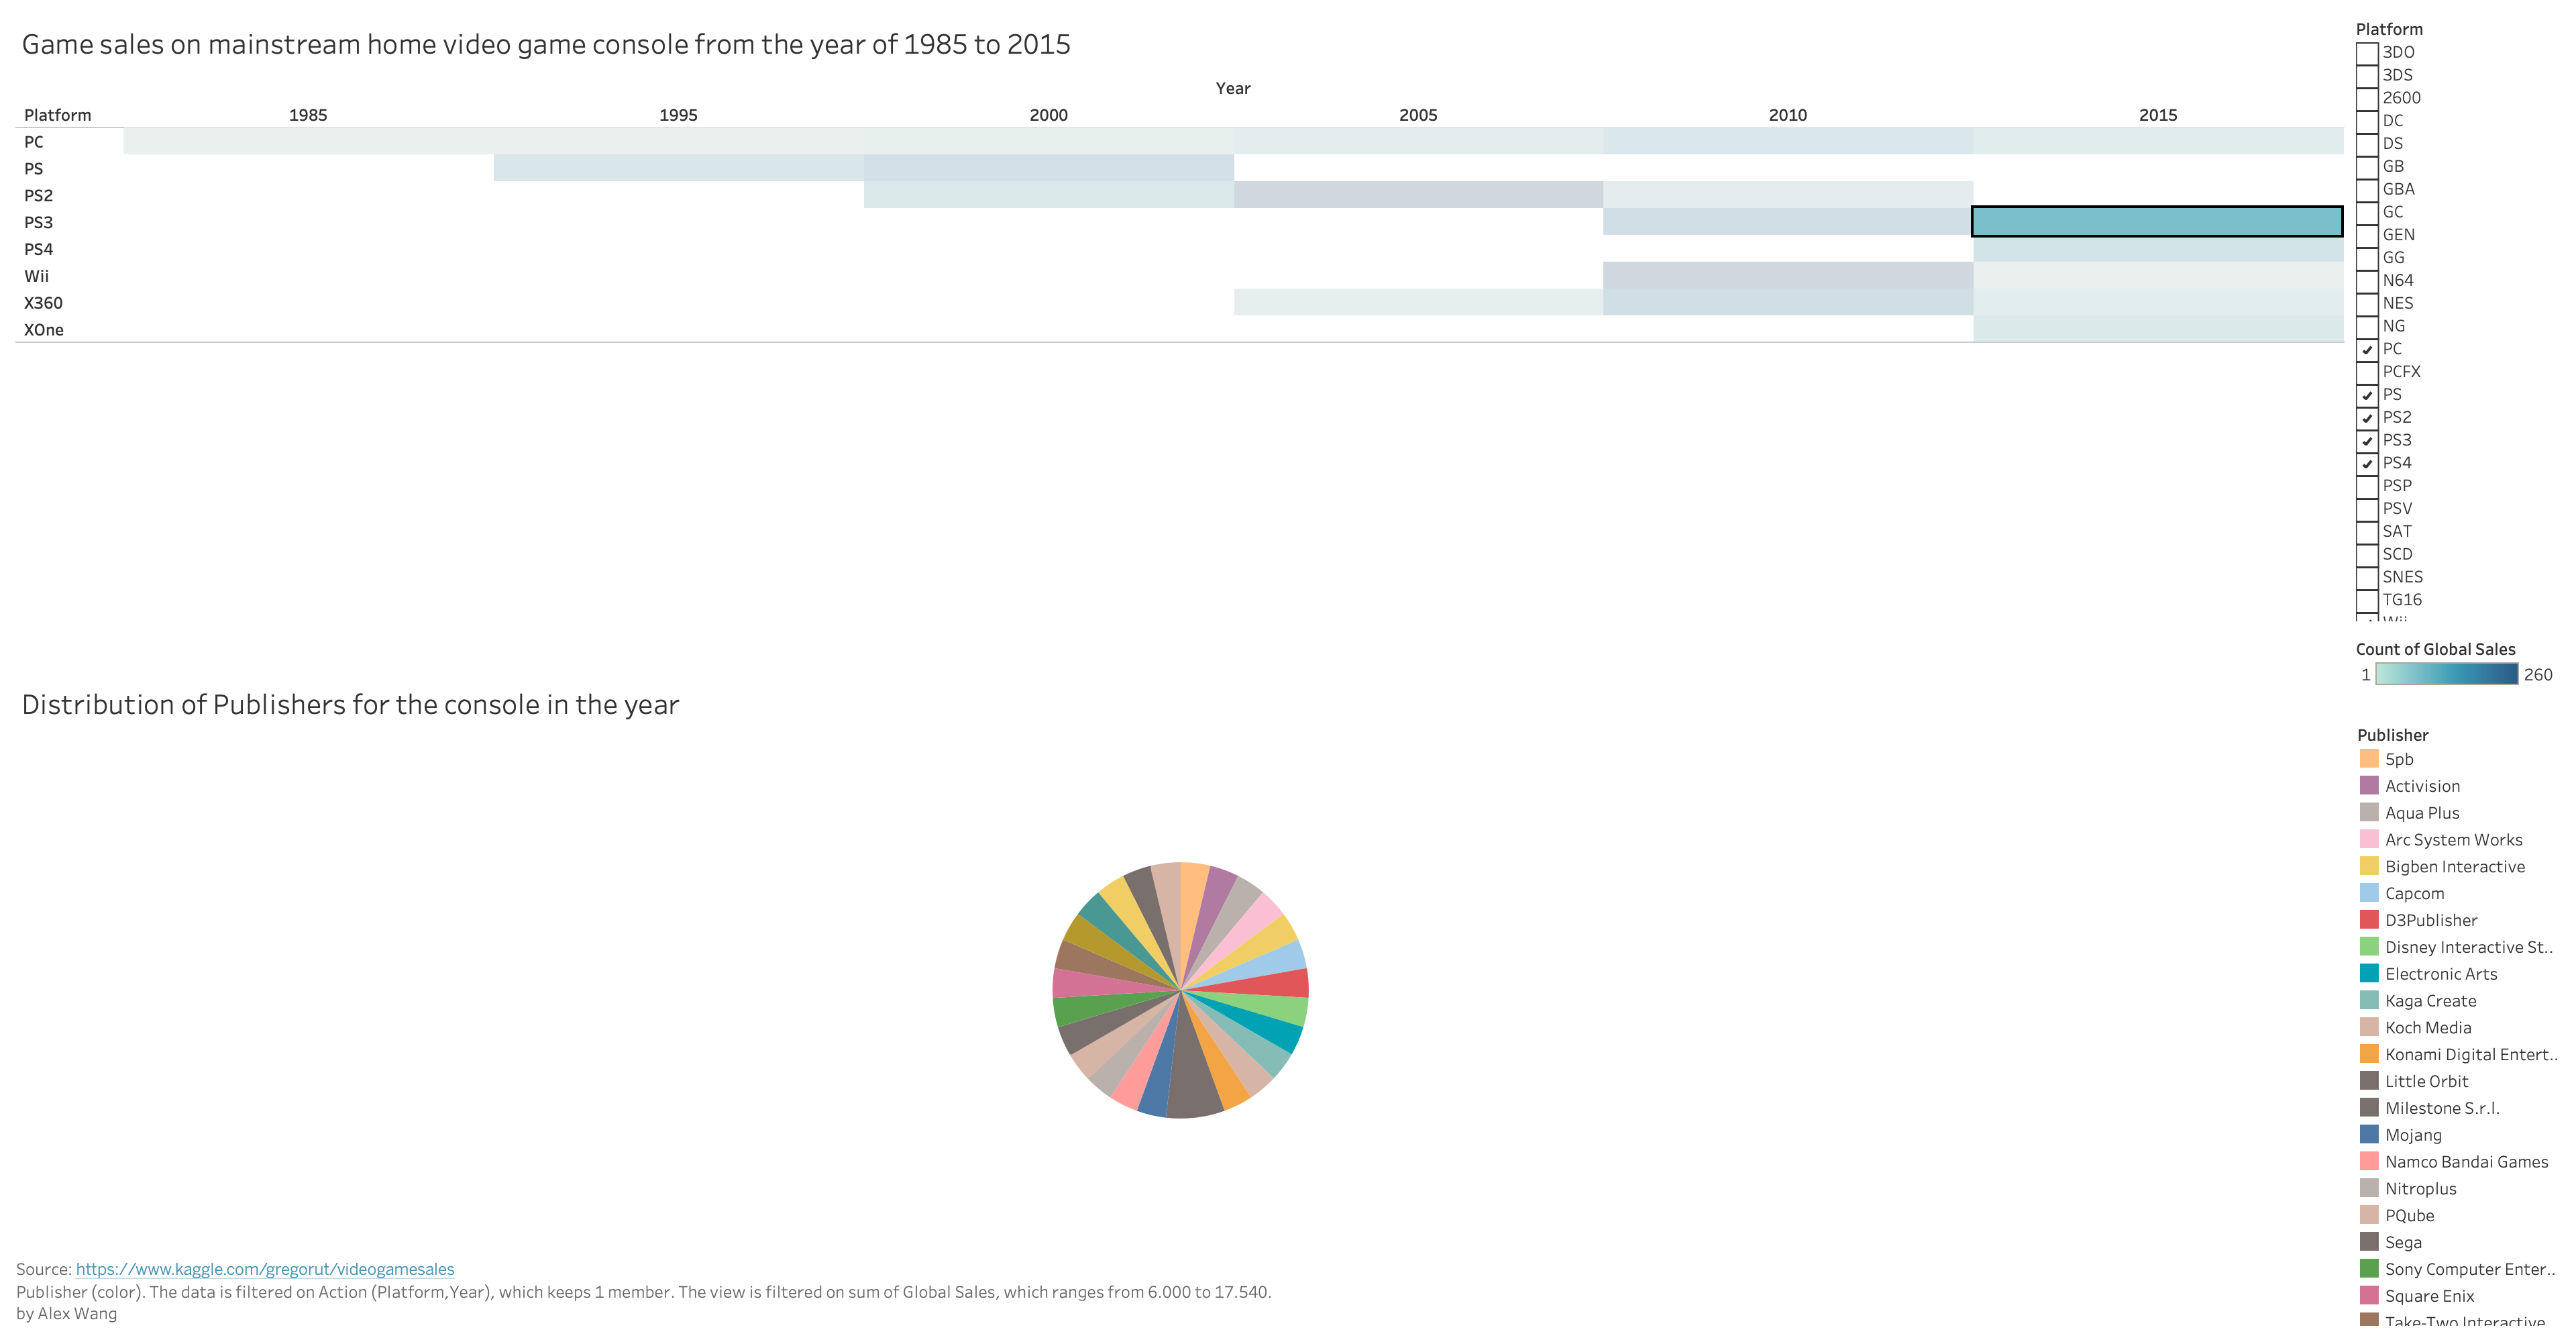 Game sales on mainstream home video game console from the year of 1985 to 2015
Year
Platform 1985 1995 2000 2005 2010 2015
PC
PS
PS2
PS3
PS4
Wii
X360
XOne
Platform
3DO
3DS
2600
DC
DS
GB
GBA
GC
GEN
GG
N64
NES
NG
PC
PCFX
PS
PS2
PS3
PS4
PSP
PSV
SAT
SCD
SNES
TG16
Wii
Count of Global Sales
1 260
Distribution of Publishers for the console in the year
Publisher
5pb
Activision
Aqua Plus
Arc System Works
Bigben Interactive
Capcom
D3Publisher
Disney Interactive St..
Electronic Arts
Kaga Create
Koch Media
Konami Digital Entert..
Little Orbit
Milestone S.r.l.
Mojang
Namco Bandai Games
Nitroplus
PQube
Sega
Sony Computer Enter..
Square Enix
Take-Two Interactive
Source: https://www.kaggle.com/gregorut/videogamesales
Publisher (color). The data is filtered on Action (Platform,Year), which keeps 1 member. The view is filtered on sum of Global Sales, which ranges from 6.000 to 17.540.
by Alex Wang